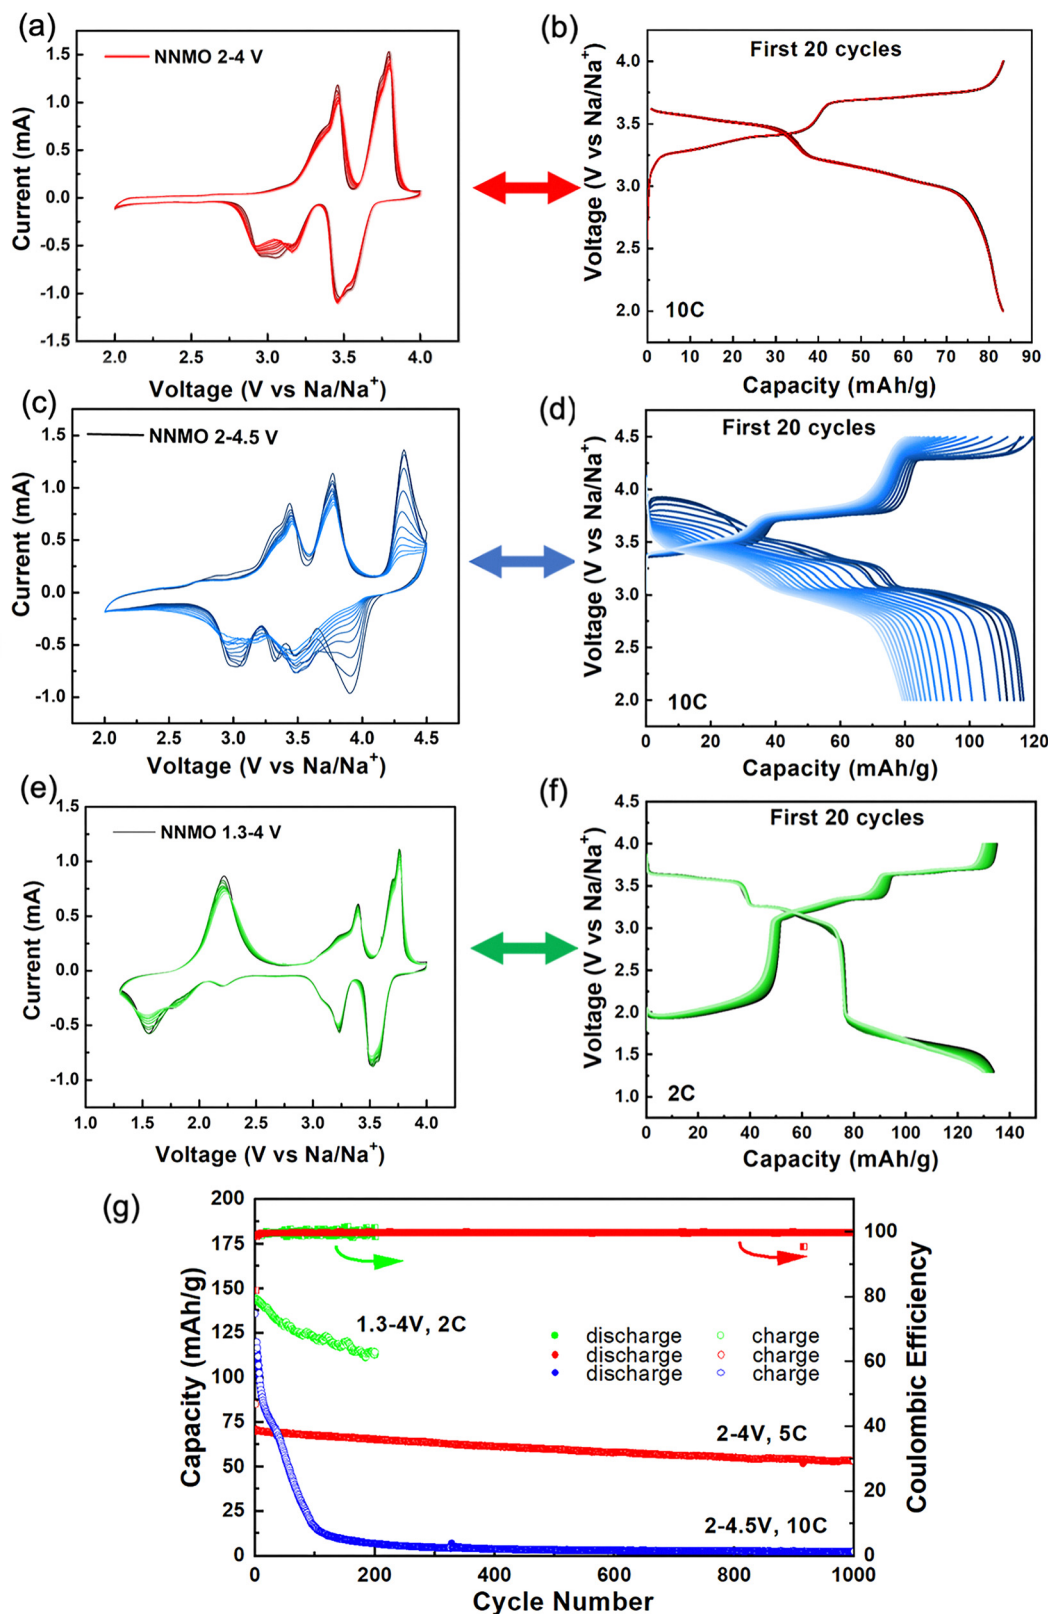 (a)
NNMO 2-4 V
Current (mA)
1.5
1.0
0.5
0.0
-0.5
-1.0
-1.5
2.0 2.5 3.0 3.5 4.0
Voltage (V vs Na/Na⁺)
(b)
First 20 cycles
Voltage (V vs Na/Na⁺)
4.0
3.5
3.0
2.5
2.0
10C
0 10 20 30 40 50 60 70 80 90
Capacity (mAh/g)
(c)
NNMO 2-4.5 V
Current (mA)
1.5
1.0
0.5
0.0
-0.5
-1.0
2.0 2.5 3.0 3.5 4.0 4.5
Voltage (V vs Na/Na⁺)
(d)
First 20 cycles
Voltage (V vs Na/Na⁺)
4.5
4.0
3.5
3.0
2.5
2.0
10C
0 20 40 60 80 100 120
Capacity (mAh/g)
(e)
NNMO 1.3-4 V
Current (mA)
1.5
1.0
0.5
0.0
-0.5
-1.0
1.0 1.5 2.0 2.5 3.0 3.5 4.0
Voltage (V vs Na/Na⁺)
(f)
First 20 cycles
Voltage (V vs Na/Na⁺)
4.5
4.0
3.5
3.0
2.5
2.0
1.5
1.0
2C
0 20 40 60 80 100 120 140
Capacity (mAh/g)
(g)
Capacity (mAh/g)
200
175
150
125
100
75
50
25
0
1.3-4V, 2C
discharge charge
discharge charge
discharge charge
2-4V, 5C
2-4.5V, 10C
100
80
60
40
20
0
Coulombic Efficiency
0 200 400 600 800 1000
Cycle Number